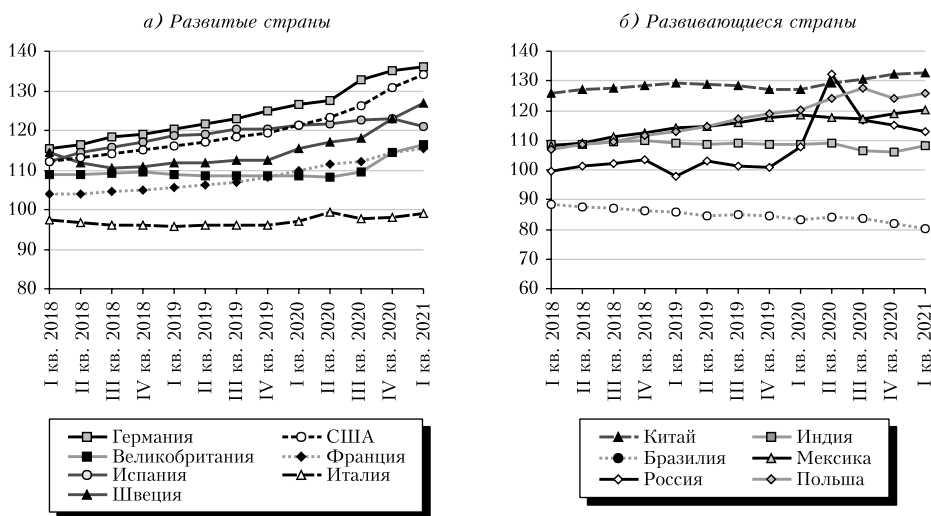 а) Развитые страны
140
130
120
110
100
90
80
I кв. 2018
II кв. 2018
III кв. 2018
IV кв. 2018
I кв. 2019
II кв. 2019
III кв. 2019
IV кв. 2019
I кв. 2020
II кв. 2020
III кв. 2020
IV кв. 2020
I кв. 2021
Германия
США
Великобритания
Франция
Испания
Италия
Швеция
б) Развивающиеся страны
140
130
120
110
100
90
80
70
60
I кв. 2018
II кв. 2018
III кв. 2018
IV кв. 2018
I кв. 2019
II кв. 2019
III кв. 2019
IV кв. 2019
I кв. 2020
II кв. 2020
III кв. 2020
IV кв. 2020
I кв. 2021
Китай
Индия
Бразилия
Мексика
Россия
Польша